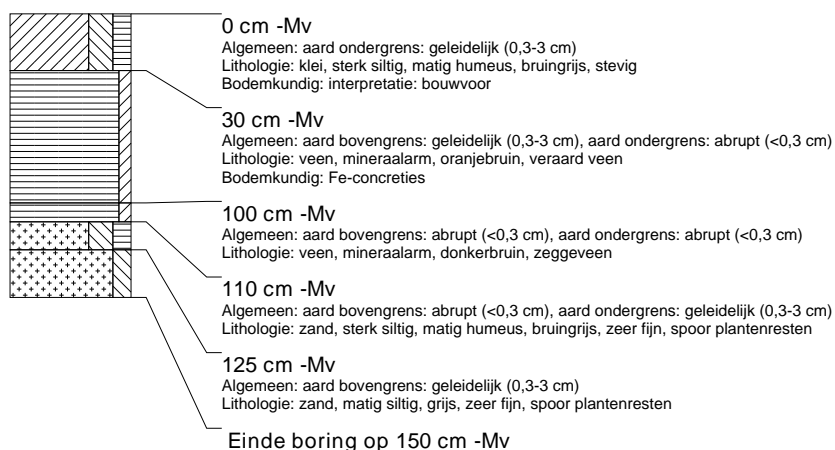 0 cm -Mv
Algemeen: aard ondergrens: geleidelijk (0,3-3 cm)
Lithologie: klei, sterk siltig, matig humeus, bruingrijs, stevig
Bodemkundig: interpretatie: bouwvoor
30 cm -Mv
Algemeen: aard bovengrens: geleidelijk (0,3-3 cm), aard ondergrens: abrupt (<0,3 cm)
Lithologie: veen, mineraalarm, oranjebruin, veraard veen
Bodemkundig: Fe-concreties
100 cm -Mv
Algemeen: aard bovengrens: abrupt (<0,3 cm), aard ondergrens: abrupt (<0,3 cm)
Lithologie: veen, mineraalarm, donkerbruin, zeggeveen
110 cm -Mv
Algemeen: aard bovengrens: abrupt (<0,3 cm), aard ondergrens: geleidelijk (0,3-3 cm)
Lithologie: zand, sterk siltig, matig humeus, bruingrijs, zeer fijn, spoor plantenresten
125 cm -Mv
Algemeen: aard bovengrens: geleidelijk (0,3-3 cm)
Lithologie: zand, matig siltig, grijs, zeer fijn, spoor plantenresten
Einde boring op 150 cm -Mv